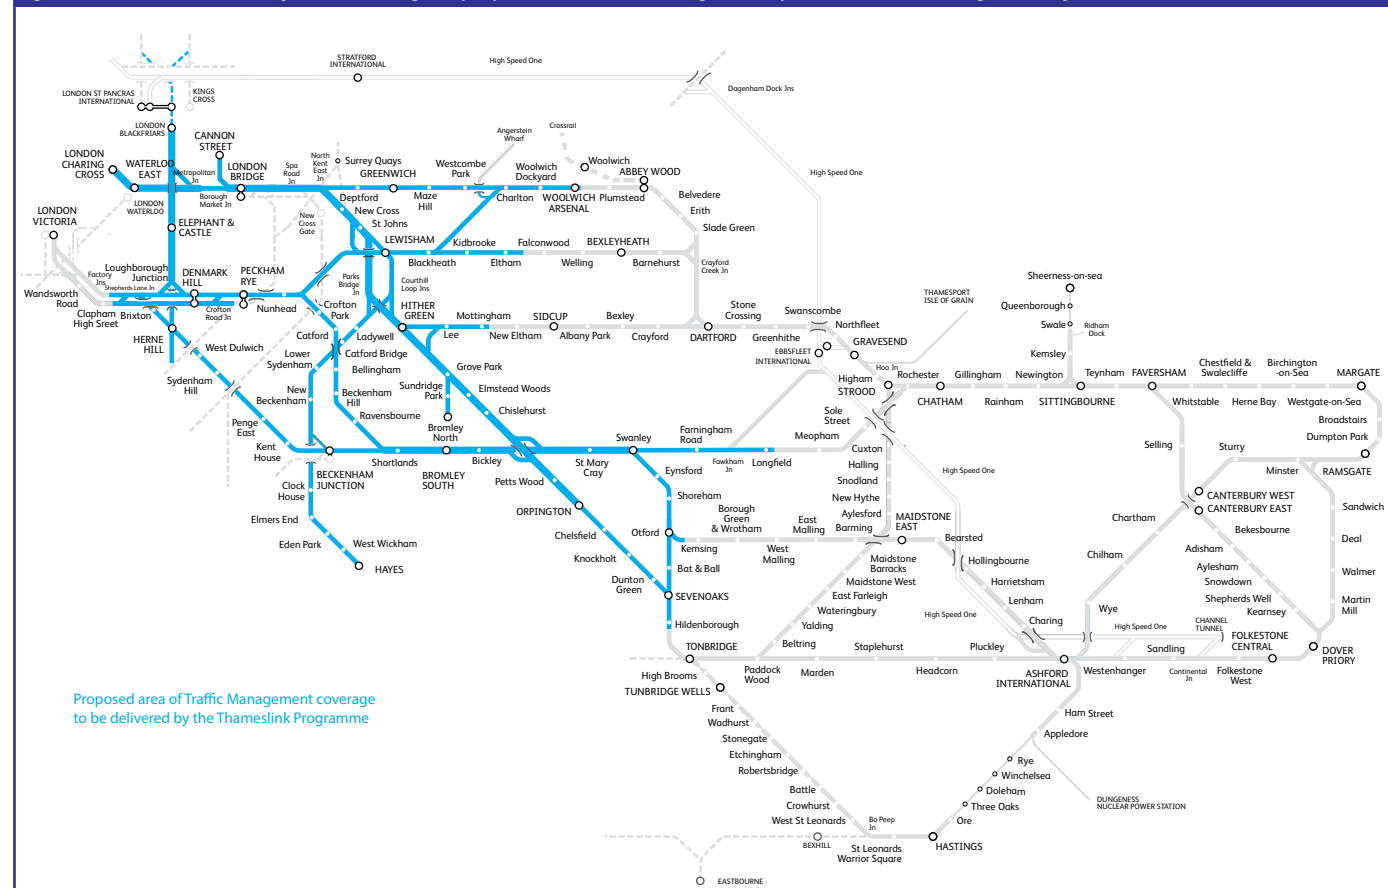 STRATFORD
INTERNATIONAL
High Speed One
Dagenham Dock Jns
LONDON ST PANCRAS
INTERNATIONAL
KINGS
CROSS
LONDON
BLACKFRIARS
CANNON
STREET
LONDON
CHARING
CROSS
WATERLOO
EAST
Metropolitan
Jn
LONDON
BRIDGE
Spa
Road
Jn
North
Kent
East
Jn
Surrey Quays
GREENWICH
Westcombe
Park
Angerstein
Wharf
Crossrail
Woolwich
Dockyard
Woolwich
ABBEY WOOD
High Speed One
Borough
Market Jn
LONDON
WATERLOO
LONDON
VICTORIA
ELEPHANT &
CASTLE
New
Cross
Gate
Deptford
New Cross
St Johns
Maze
Hill
Charlton
WOOLWICH
ARSENAL
Plumstead
Belvedere
Erith
Slade Green
LEWISHAM
Kidbrooke
Falconwood
BEXLEYHEATH
Blackheath
Eltham
Welling
Barnehurst
Crayford
Creek Jn
Loughborough
Junction
Factory
Jns
Shepherds Lane Jn
DENMARK
HILL
PECKHAM
RYE
Parks
Bridge
Jns
Courthill
Loop Jns
Wandsworth
Road
Clapham
High Sreet
Brixton
Crofton
Road Jn
Nunhead
Crofton
Park
HITHER
GREEN
Mottingham
SIDCUP
Bexley
Stone
Crossing
Swanscombe
Northfleet
THAMESPORT
ISLE OF GRAIN
Sheerness-on-sea
Queenborough
Swale
Ridham
Dock
Kemsley
HERNE
HILL
West Dulwich
Catford
Ladywell
Lee
New Eltham
Albany Park
Crayford
DARTFORD
Greenhithe
EBBSFLEET
INTERNATIONAL
GRAVESEND
Lower
Sydenham
Catford Bridge
Bellingham
Grove Park
Hoo Jn
Higham
STROOD
Rochester
Gillingham
Newington
Teynham
FAVERSHAM
Chestfield &
Swalecliffe
Birchington
-on-Sea
MARGATE
Sydenham
Hill
New
Beckenham
Beckenham
Hill
Sundridge
Park
Elmstead Woods
Chislehurst
CHATHAM
Rainham
SITTINGBOURNE
Whitstable
Herne Bay
Westgate-on-Sea
Broadstairs
Dumpton Park
Penge
East
Ravensbourne
Bromley
North
Sole
Street
Kent
House
Swanley
Farningham
Road
Meopham
Cuxton
Selling
Sturry
BECKENHAM
JUNCTION
Shortlands
BROMLEY
SOUTH
Bickley
St Mary
Cray
Eynsford
Fawkham
Jn
Longfield
Halling
High Speed One
Minster
RAMSGATE
Clock
House
Petts Wood
Snodland
Shoreham
New Hythe
CANTERBURY WEST
CANTERBURY EAST
Sandwich
Elmers End
ORPINGTON
Borough
Green
& Wrotham
East
Malling
Aylesford
Barming
MAIDSTONE
EAST
Chartham
Bekesbourne
Eden Park
West Wickham
Chelsfield
Otford
Kemsing
West
Malling
Bearsted
Adisham
Deal
HAYES
Knockholt
Bat & Ball
Maidstone
Barracks
Hollingbourne
Chilham
Aylesham
Walmer
Dunton
Green
Maidstone West
Harrietsham
Snowdown
SEVENOAKS
East Farleigh
Wateringbury
Lenham
Wye
Shepherds Well
Kearnsey
Martin
Mill
Hildenborough
Yalding
High Speed One
Charing
High Speed One
CHANNEL
TUNNEL
TONBRIDGE
Beltring
Staplehurst
Pluckley
Sandling
FOLKESTONE
CENTRAL
DOVER
PRIORY
High Brooms
Paddock
Wood
Marden
Headcorn
ASHFORD
INTERNATIONAL
Westenhanger
Continental
Jn
Folkestone
West
TUNBRIDGE WELLS
Proposed area of Traffic Management coverage
to be delivered by the Thameslink Programme
Frant
Wadhurst
Stonegate
Etchingham
Robertsbridge
Battle
Crowhurst
West St Leonards
Ham Street
Appledore
Rye
Winchelsea
Doleham
Three Oaks
Ore
DUNGENESS
NUCLEAR POWER STATION
Bo Peep
Jn
BEXHILL
St Leonards
Warrior Square
HASTINGS
EASTBOURNE